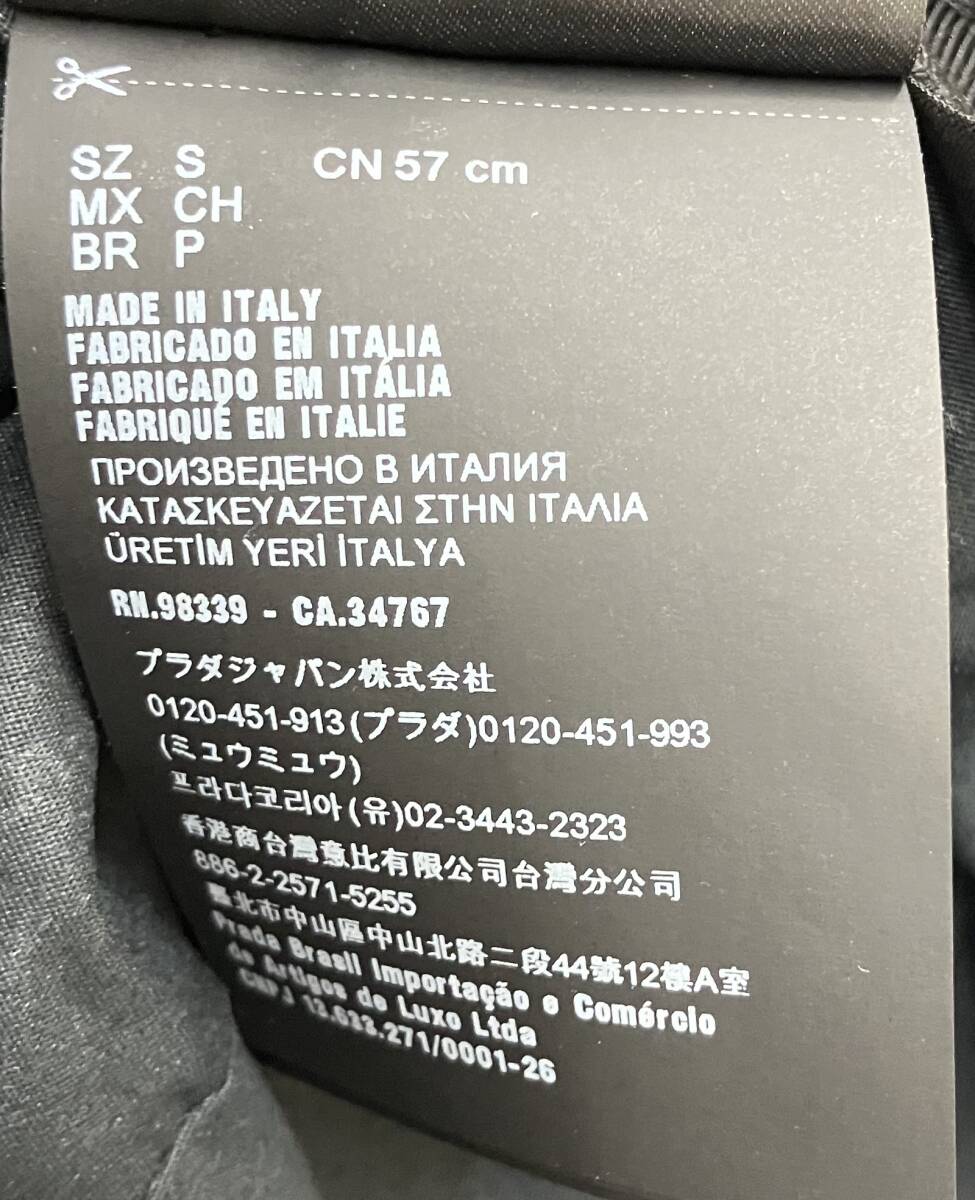 SZ S CN 57 cm
MX CH
BR P
MADE IN ITALY
FABRICADO EN ITALIA
FABRICADO EM ITÁLIA
FABRIQUÉ EN ITALIE
ПРОИЗВЕДЕНО В ИТАЛИЯ
ΚΑΤΑΣΚΕΥΑΖΕΤΑΙ ΣΤΗΝ ΙΤΑΛΙΑ
ÜRETİM YERİ İTALYA
RN.98339 - CA.34767
プラダジャパン株式会社
0120-451-913(プラダ)0120-451-993
(ミュウミュウ)
프라다코리아(유)02-3443-2323
香港商台灣意比有限公司台灣分公司
886-2-2571-5255
臺北市中山區中山北路二段44號12樓A室
Prada Brasil Importação e Comércio
de Artigos de Luxo Ltda
CNPJ 13.633.271/0001-26